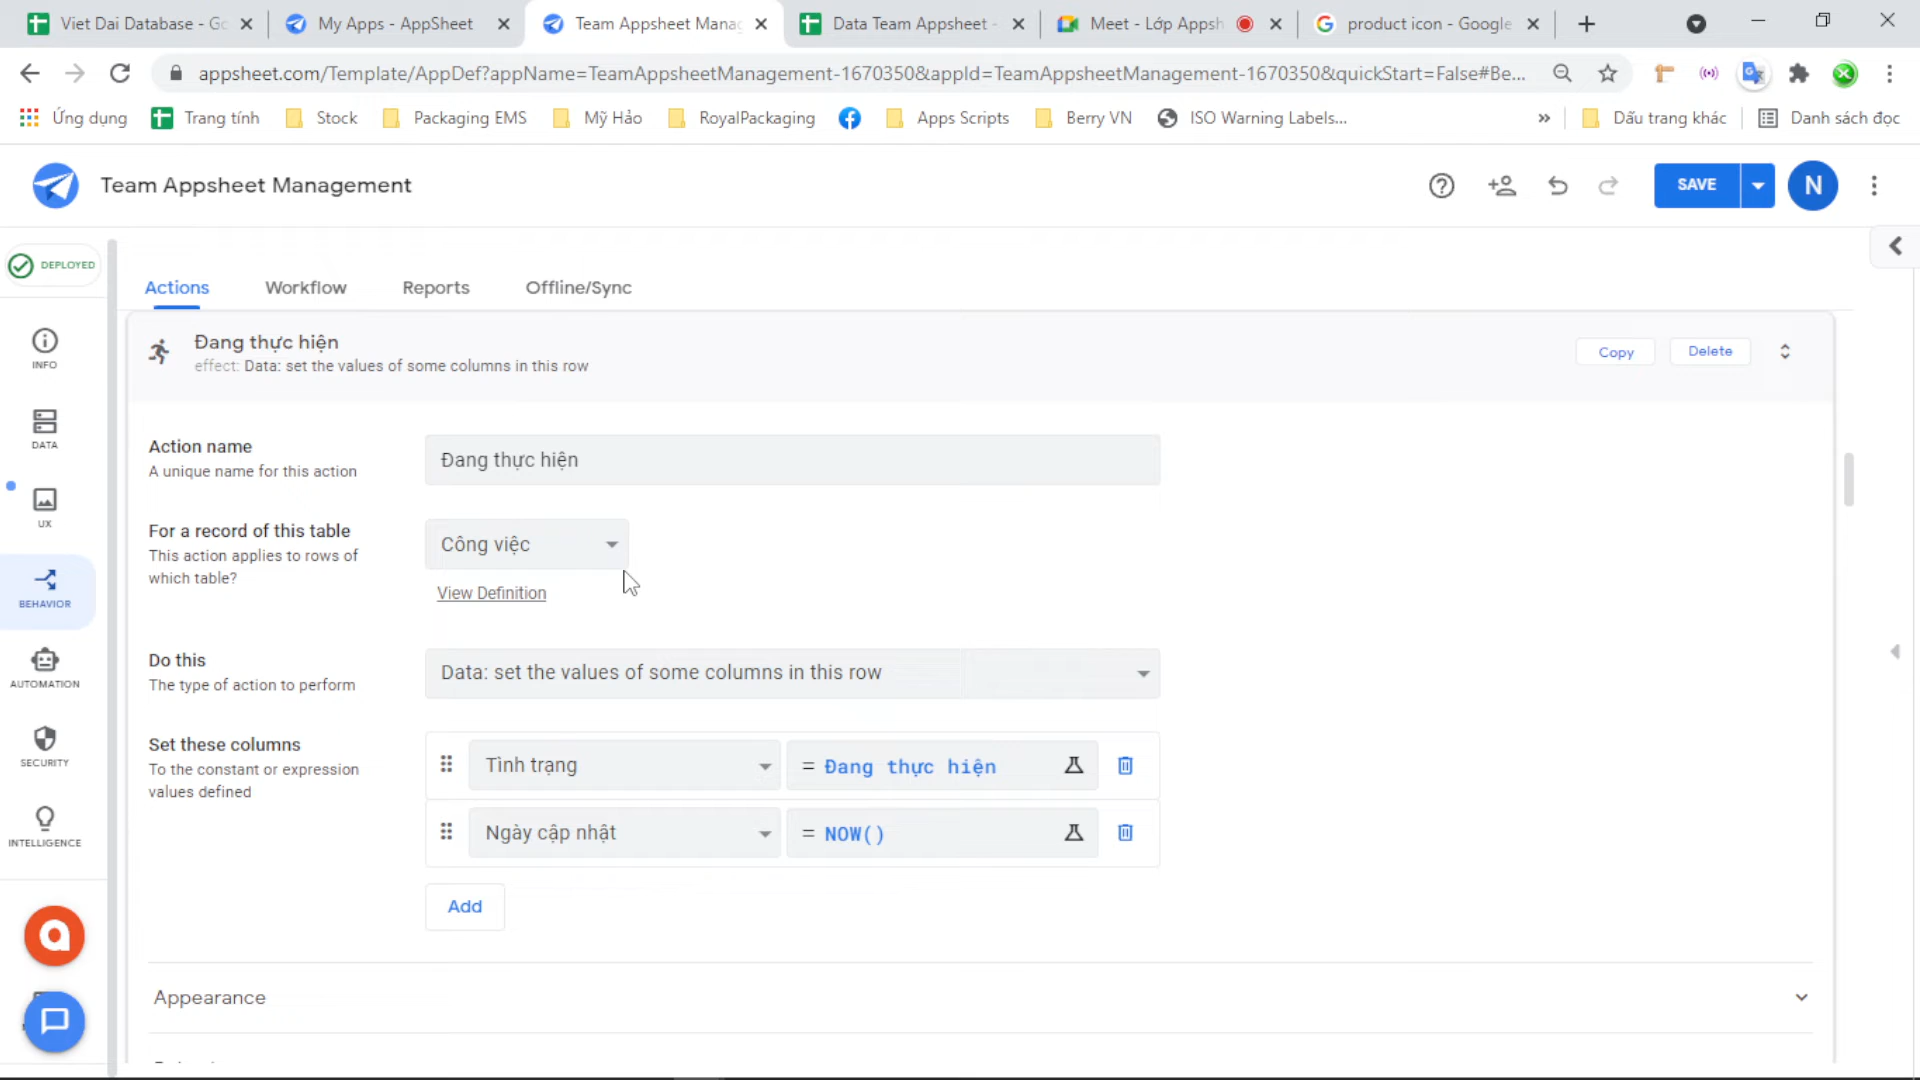 Viet Dai Database - Go
My Apps - AppSheet
Team Appsheet Manag
Data Team Appsheet -
Meet - Lớp Appsh
product icon - Google
appsheet.com/Template/AppDef?appName=TeamAppsheetManagement-1670350&appId=TeamAppsheetManagement-1670350&quickStart=False#Be...
Ứng dụng
Trang tính
Stock
Packaging EMS
Mỹ Hảo
RoyalPackaging
Apps Scripts
Berry VN
ISO Warning Labels...
»
Dấu trang khác
Danh sách đọc
Team Appsheet Management
SAVE
N
DEPLOYED
Actions
Workflow
Reports
Offline/Sync
INFO
DATA
UX
BEHAVIOR
AUTOMATION
SECURITY
INTELLIGENCE
Đang thực hiện
effect: Data: set the values of some columns in this row
Copy
Delete
Action name
A unique name for this action
Đang thực hiện
For a record of this table
This action applies to rows of
which table?
Công việc
View Definition
Do this
The type of action to perform
Data: set the values of some columns in this row
Set these columns
To the constant or expression
values defined
Tình trạng
= Đang thực hiện
Ngày cập nhật
= NOW()
Add
Appearance